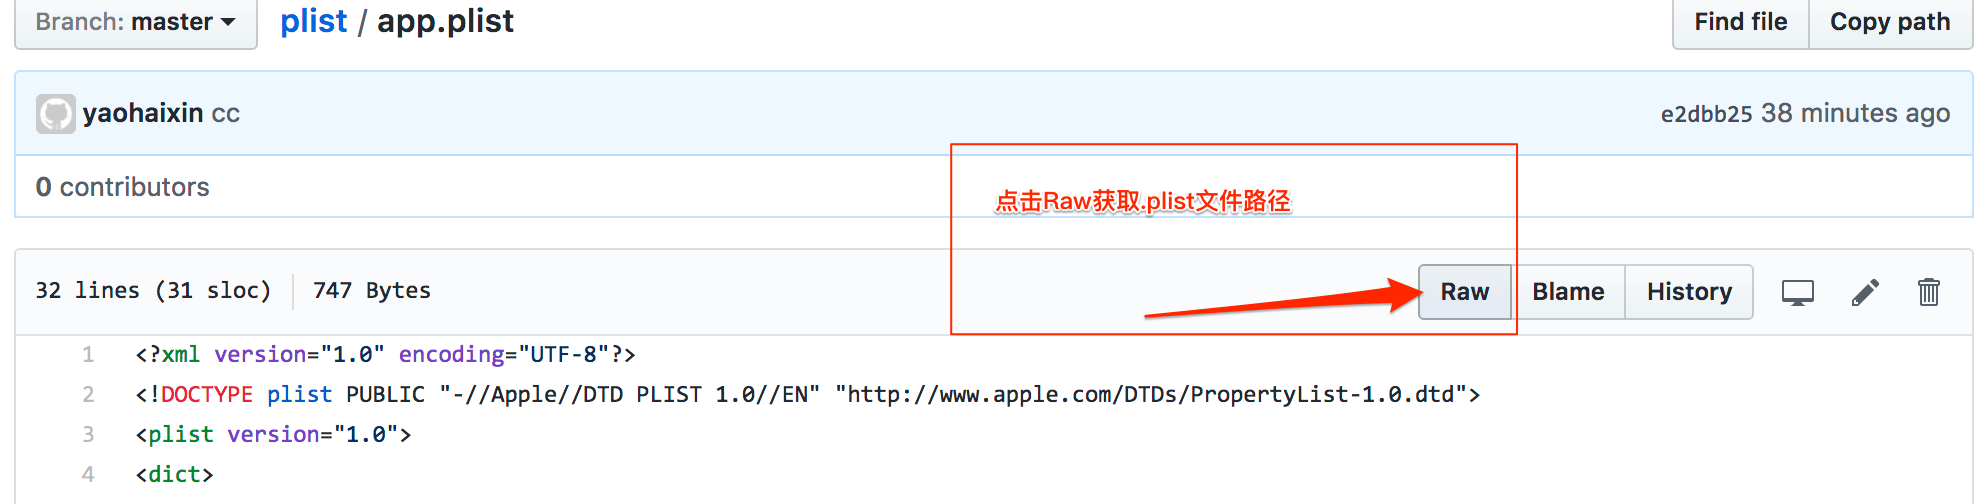 Branch: master plist / app.plist Find file Copy path
yaohaixin cc e2dbb25 38 minutes ago
0 contributors
点击Raw获取.plist文件路径
32 lines (31 sloc) 747 Bytes Raw Blame History
1 <?xml version="1.0" encoding="UTF-8"?>
2 <!DOCTYPE plist PUBLIC "-//Apple//DTD PLIST 1.0//EN" "http://www.apple.com/DTDs/PropertyList-1.0.dtd">
3 <plist version="1.0">
4 <dict>